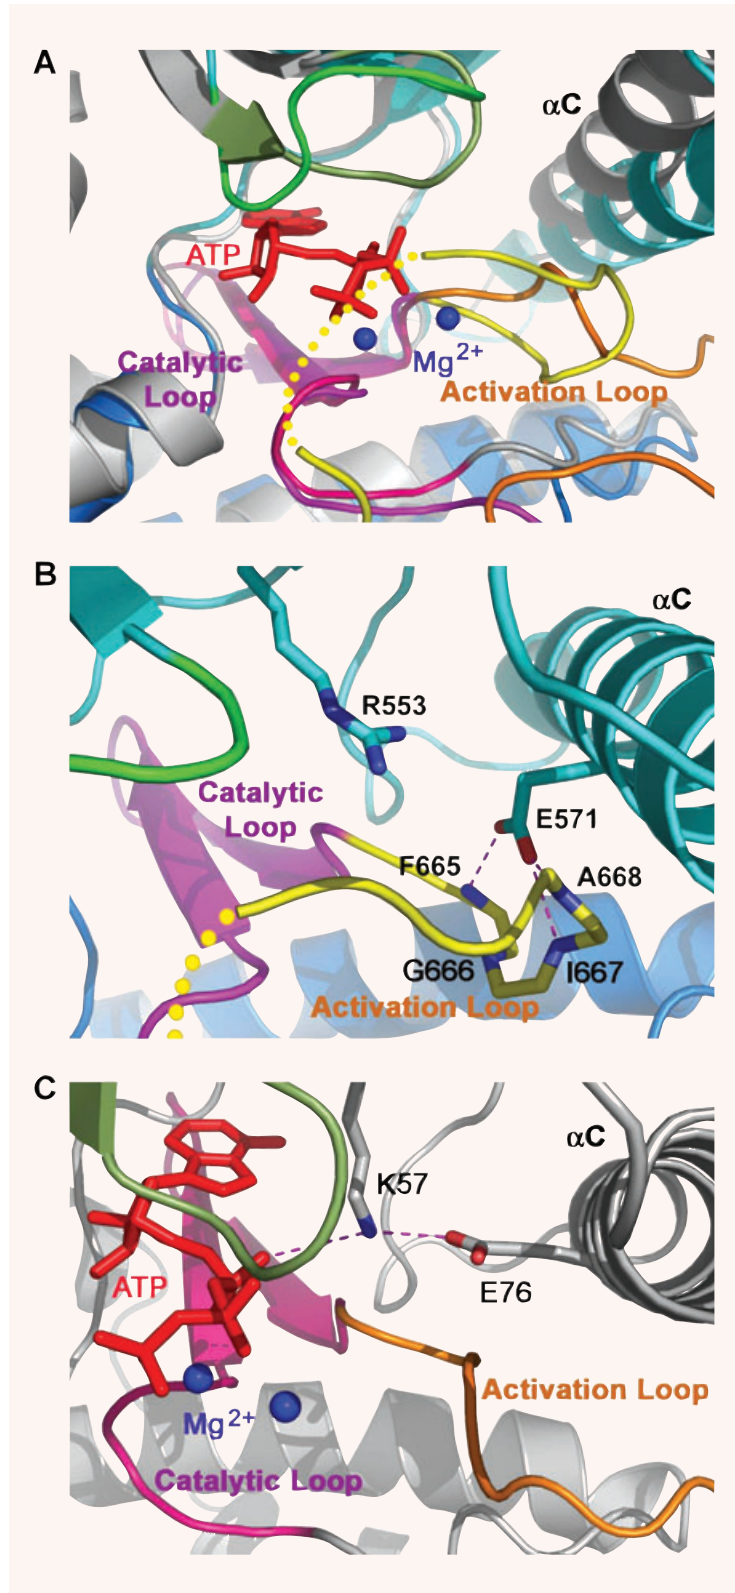 A
αC
ATP
Catalytic
Loop
Mg²⁺
Activation Loop
B
αC
R553
Catalytic
Loop
E571
F665
A668
G666
I667
Activation Loop
C
αC
K57
ATP
E76
Activation Loop
Mg²⁺
Catalytic Loop